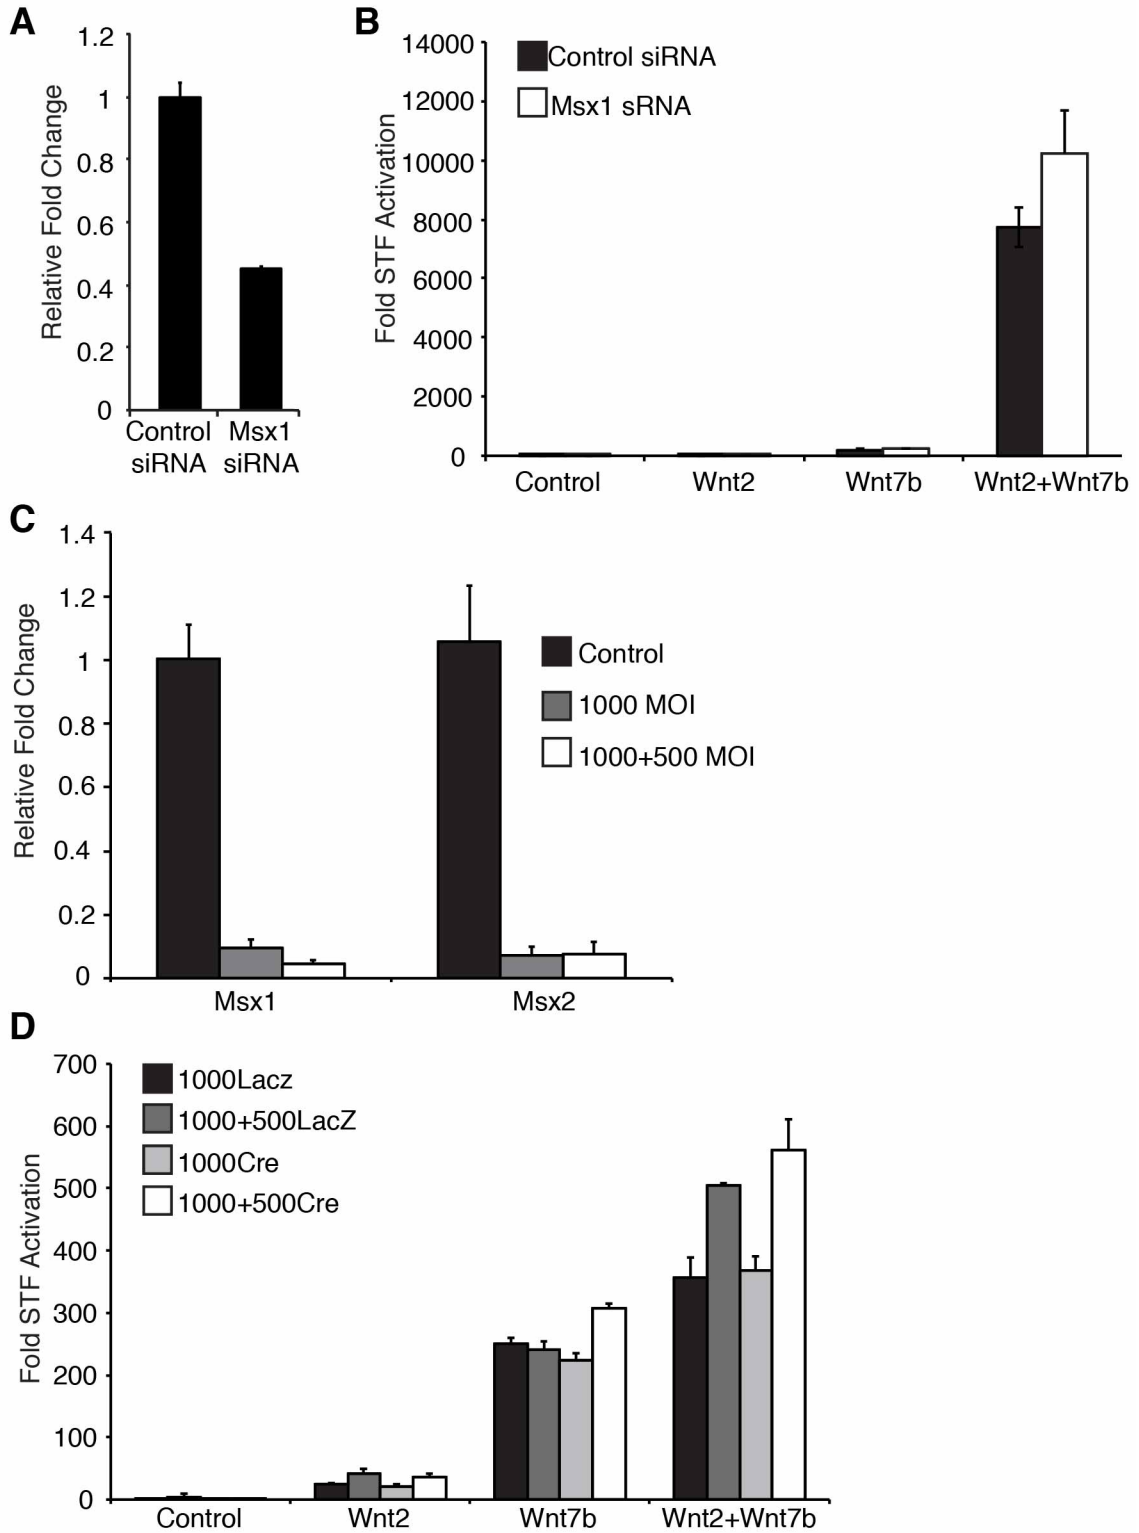 A
Relative Fold Change
1.2
1
0.8
0.6
0.4
0.2
0
Control
siRNA
Msx1
siRNA
B
Fold STF Activation
14000
12000
10000
8000
6000
4000
2000
0
Control siRNA
Msx1 sRNA
Control
Wnt2
Wnt7b
Wnt2+Wnt7b
C
Relative Fold Change
1.4
1.2
1
0.8
0.6
0.4
0.2
0
Control
1000 MOI
1000+500 MOI
Msx1
Msx2
D
Fold STF Activation
700
600
500
400
300
200
100
0
1000Lacz
1000+500LacZ
1000Cre
1000+500Cre
Control
Wnt2
Wnt7b
Wnt2+Wnt7b